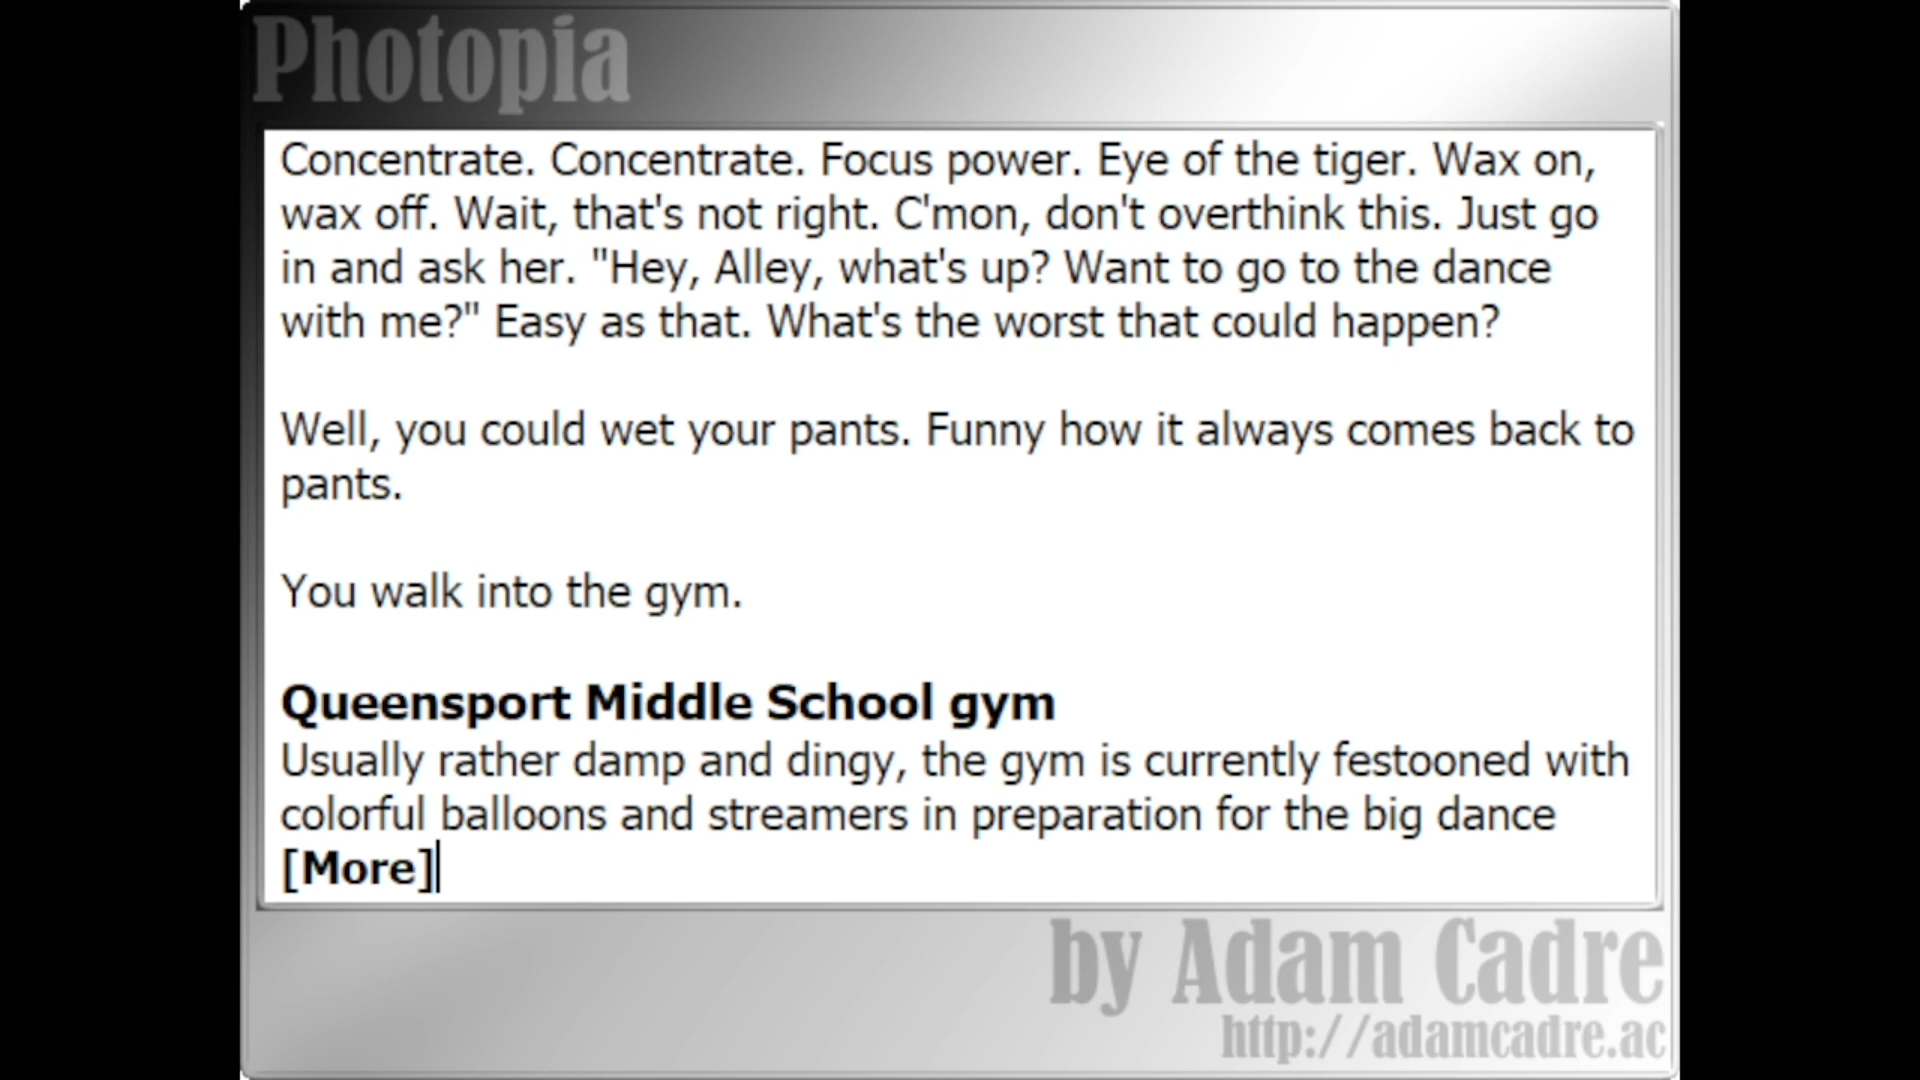 Photopia
Concentrate. Concentrate. Focus power. Eye of the tiger. Wax on,
wax off. Wait, that's not right. C'mon, don't overthink this. Just go
in and ask her. "Hey, Alley, what's up? Want to go to the dance
with me?" Easy as that. What's the worst that could happen?
Well, you could wet your pants. Funny how it always comes back to
pants.
You walk into the gym.
Queensport Middle School gym
Usually rather damp and dingy, the gym is currently festooned with
colorful balloons and streamers in preparation for the big dance
[More]
by Adam Cadre
http://adamcadre.ac